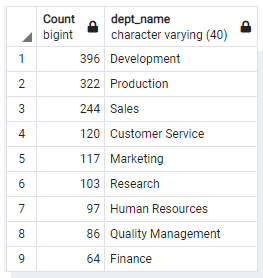 Count dept_name
bigint character varying (40)
1 396 Development
2 322 Production
3 244 Sales
4 120 Customer Service
5 117 Marketing
6 103 Research
7 97 Human Resources
8 86 Quality Management
9 64 Finance